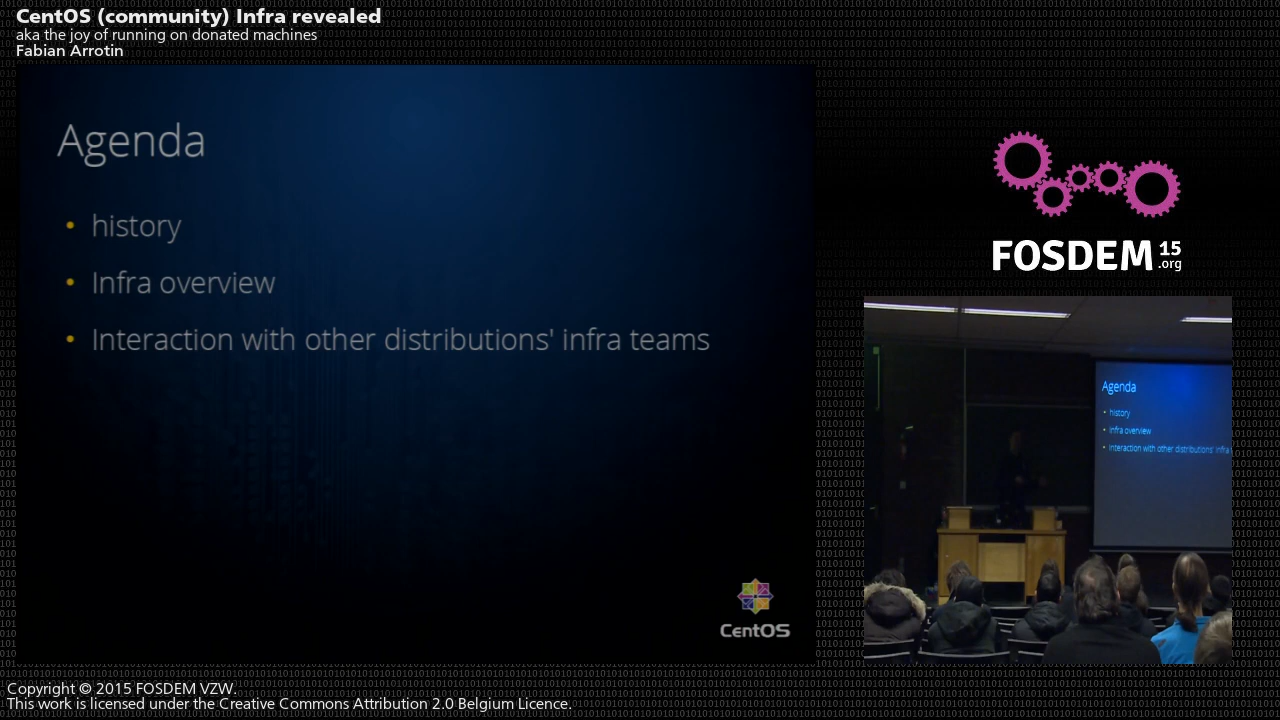 CentOS (community) Infra revealed
aka the joy of running on donated machines
Fabian Arrotin
Agenda
• history
• Infra overview
• Interaction with other distributions' infra teams
CentOS
FOSDEM 15
.org
Agenda
• history
• Infra overview
• Interaction with other distributions' infra
Copyright © 2015 FOSDEM VZW.
This work is licensed under the Creative Commons Attribution 2.0 Belgium Licence.